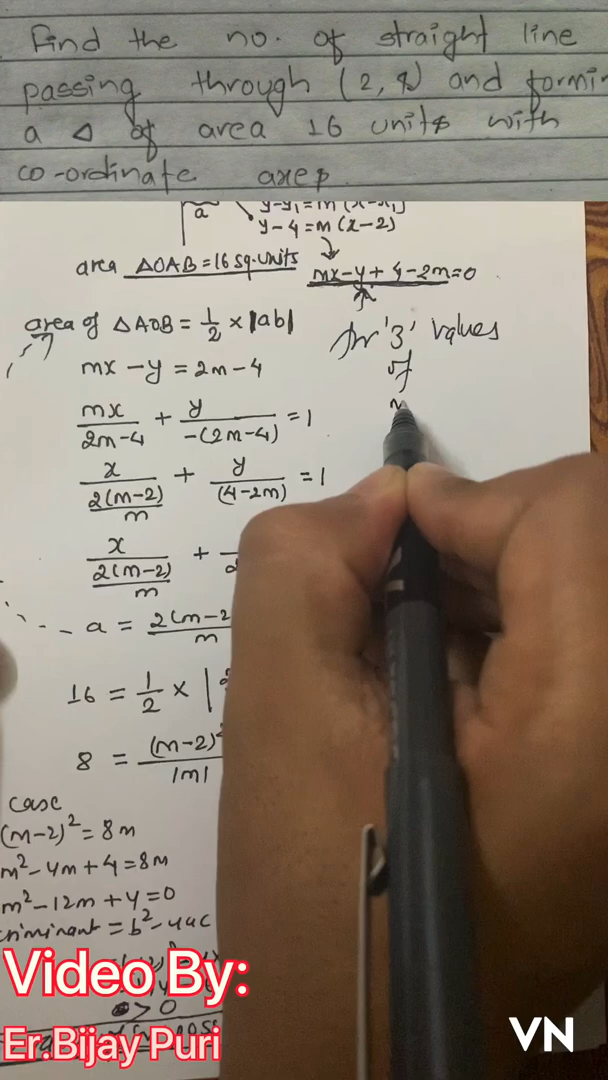 Find the no. of straight line
passing through (2, 4) and formin
a Δ of area 16 units with
co-ordinate axes
a
y-y₁=m(x-x₁)
y-4=m(x-2)
area ΔOAB=16 sq.units
mx-y+4-2m=0
area of ΔAOB = 1/2 × |ab|
for '3' values
of
mx - y = 2m - 4
mx/(2m-4) + y/(-(2m-4)) = 1
x/(2(m-2)/m) + y/(4-2m) = 1
x/(2(m-2)/m) +
a = 2(m-2/m
16 = 1/2 × |
8 = (m-2)²/|m|
case
(m-2)² = 8m
m²-4m+4=8m
m²-12m+4=0
criminant = b²-4ac
> 0
Video By:
Er.Bijay Puri
VN